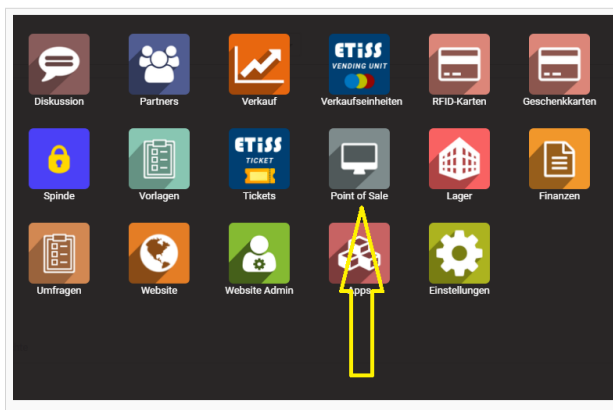 ETiSS
VENDING UNIT
Diskussion
Partners
Verkauf
Verkaufseinheiten
RFID-Karten
Geschenkkarten
ETiSS
TICKET
Spinde
Vorlagen
Tickets
Point of Sale
Lager
Finanzen
Umfragen
Website
Website Admin
Apps
Einstellungen